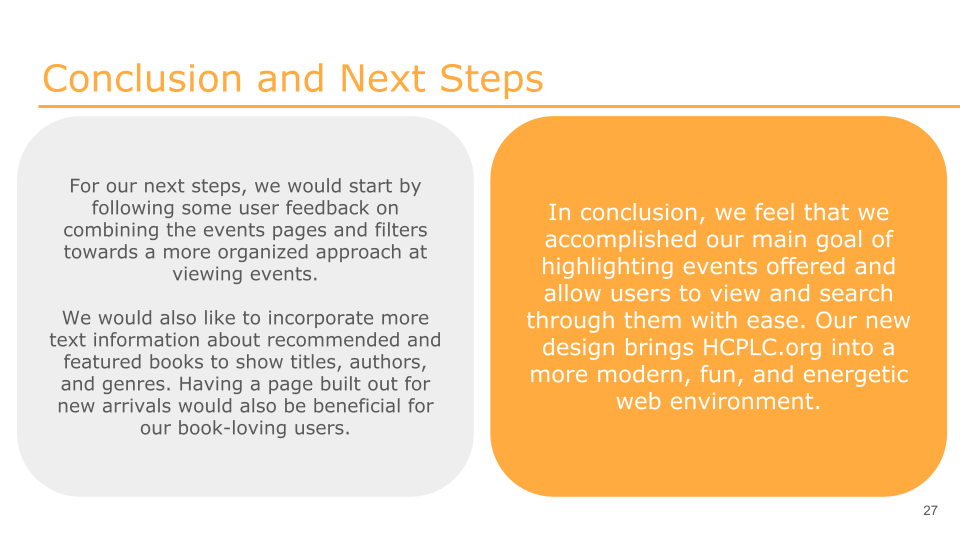 Conclusion and Next Steps
For our next steps, we would start by
following some user feedback on
combining the events pages and filters
towards a more organized approach at
viewing events.
We would also like to incorporate more
text information about recommended and
featured books to show titles, authors,
and genres. Having a page built out for
new arrivals would also be beneficial for
our book-loving users.
In conclusion, we feel that we
accomplished our main goal of
highlighting events offered and
allow users to view and search
through them with ease. Our new
design brings HCPLC.org into a
more modern, fun, and energetic
web environment.
27